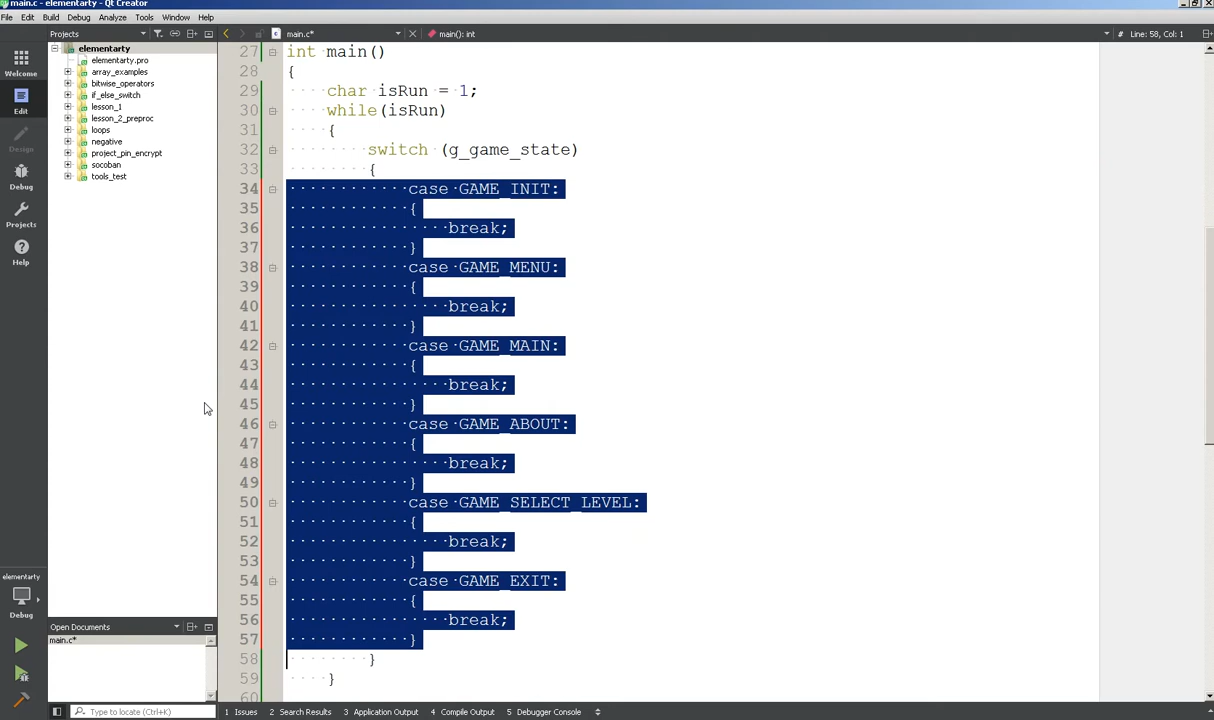 main.c - elementarty - Qt Creator
File Edit Build Debug Analyze Tools Window Help
Projects
main.c*
main(): int
# Line: 58, Col: 1
Welcome
Edit
Design
Debug
Projects
Help
elementarty
elementarty.pro
array_examples
bitwise_operators
if_else_switch
lesson_1
lesson_2_preproc
loops
negative
project_pin_encrypt
socoban
tools_test
27 int main()
28 {
29 char isRun = 1;
30 while(isRun)
31 {
32 switch (g_game_state)
33 {
34 case GAME_INIT:
35 {
36 break;
37 }
38 case GAME_MENU:
39 {
40 break;
41 }
42 case GAME_MAIN:
43 {
44 break;
45 }
46 case GAME_ABOUT:
47 {
48 break;
49 }
50 case GAME_SELECT_LEVEL:
51 {
52 break;
53 }
54 case GAME_EXIT:
55 {
56 break;
57 }
58 }
59 }
60
elementarty
Debug
Open Documents
main.c*
Type to locate (Ctrl+K)
1 Issues 2 Search Results 3 Application Output 4 Compile Output 5 Debugger Console